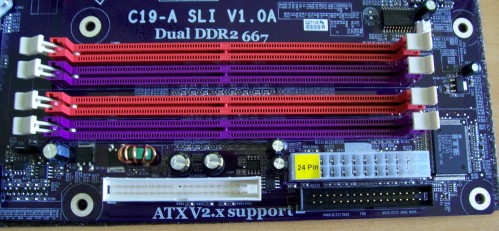 C19-A SLI V1.0A
Dual DDR2 667
24 Pin
ATX V2.x support